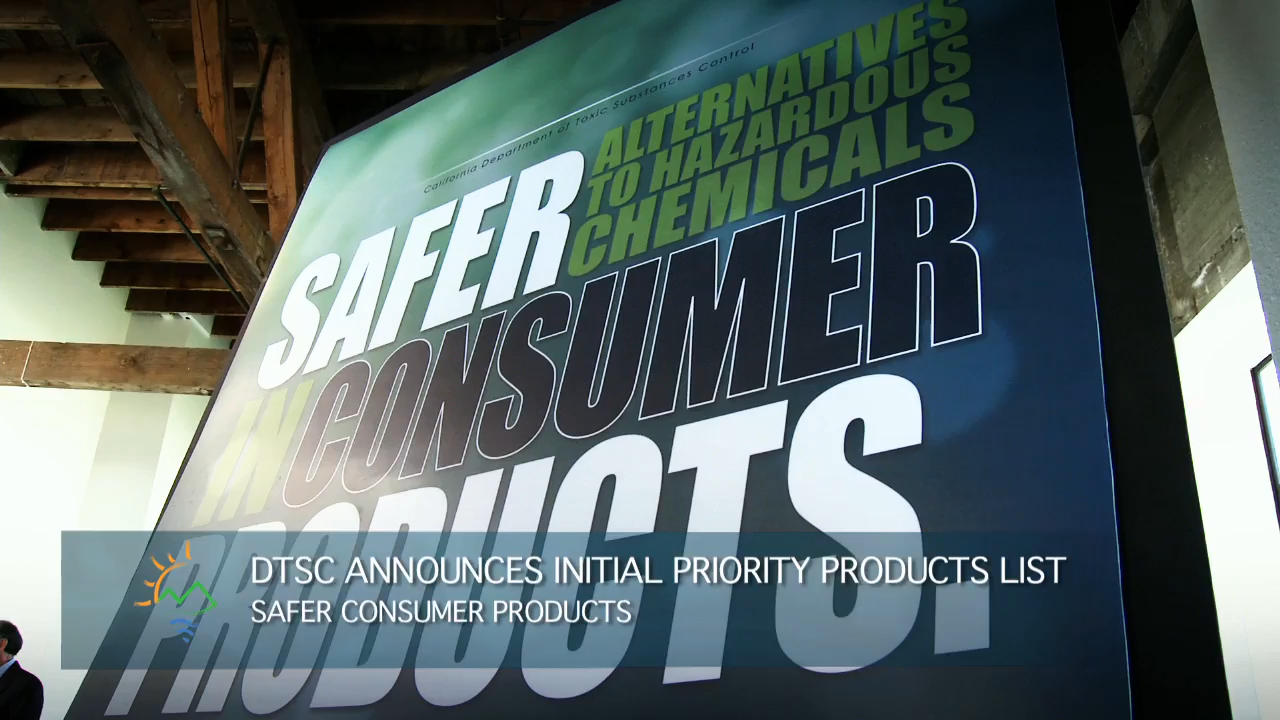 California Department of Toxic Substances Control
SAFER
ALTERNATIVES
TO HAZARDOUS
CHEMICALS
IN CONSUMER
PRODUCTS.
DTSC ANNOUNCES INITIAL PRIORITY PRODUCTS LIST
SAFER CONSUMER PRODUCTS